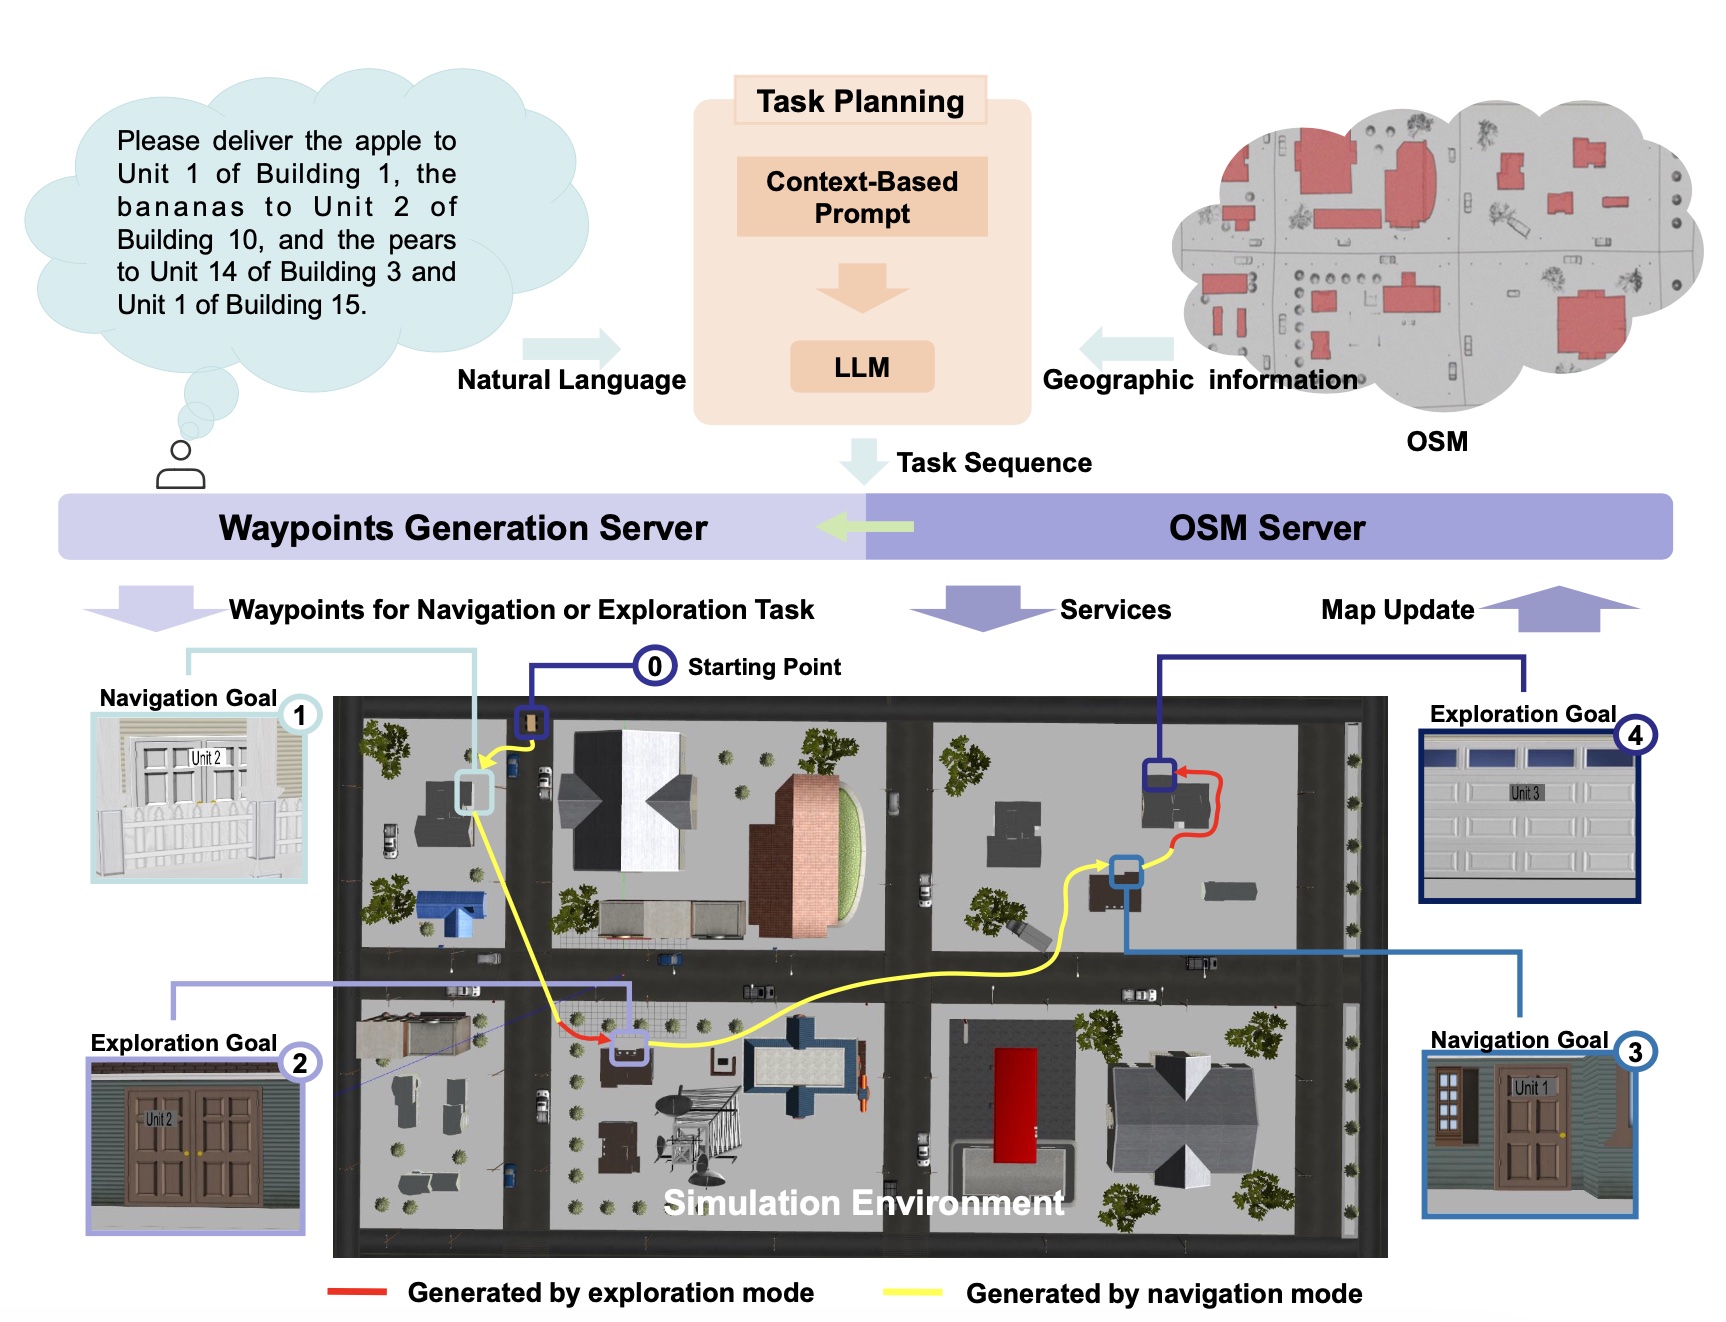 Please deliver the apple to
Unit 1 of Building 1, the
bananas to Unit 2 of
Building 10, and the pears
to Unit 14 of Building 3 and
Unit 1 of Building 15.
Natural Language
Task Planning
Context-Based
Prompt
LLM
Geographic information
OSM
Task Sequence
Waypoints Generation Server
OSM Server
Waypoints for Navigation or Exploration Task
Services
Map Update
0
Starting Point
Navigation Goal
1
Unit 2
Exploration Goal
4
Unit 3
Exploration Goal
2
Unit 2
Navigation Goal
3
Unit 1
Simulation Environment
Generated by exploration mode
Generated by navigation mode